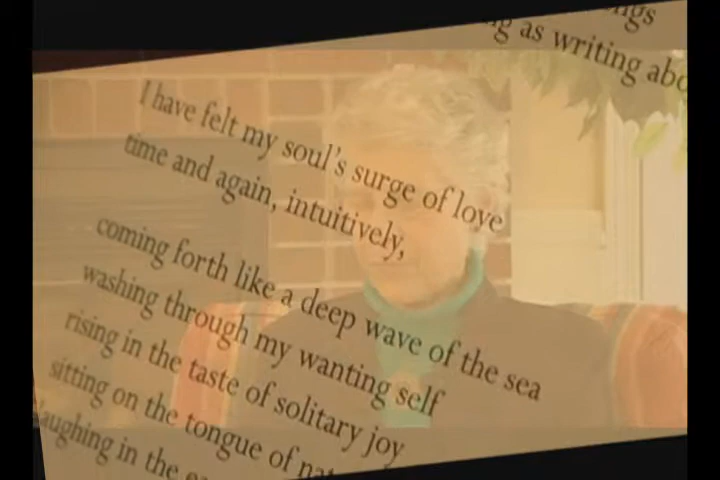 as writing
I have felt my soul's surge of love
time and again, intuitively,
coming forth like a deep wave of the sea
washing through my wanting self
rising in the taste of solitary joy
sitting on the tongue of
laughing in the